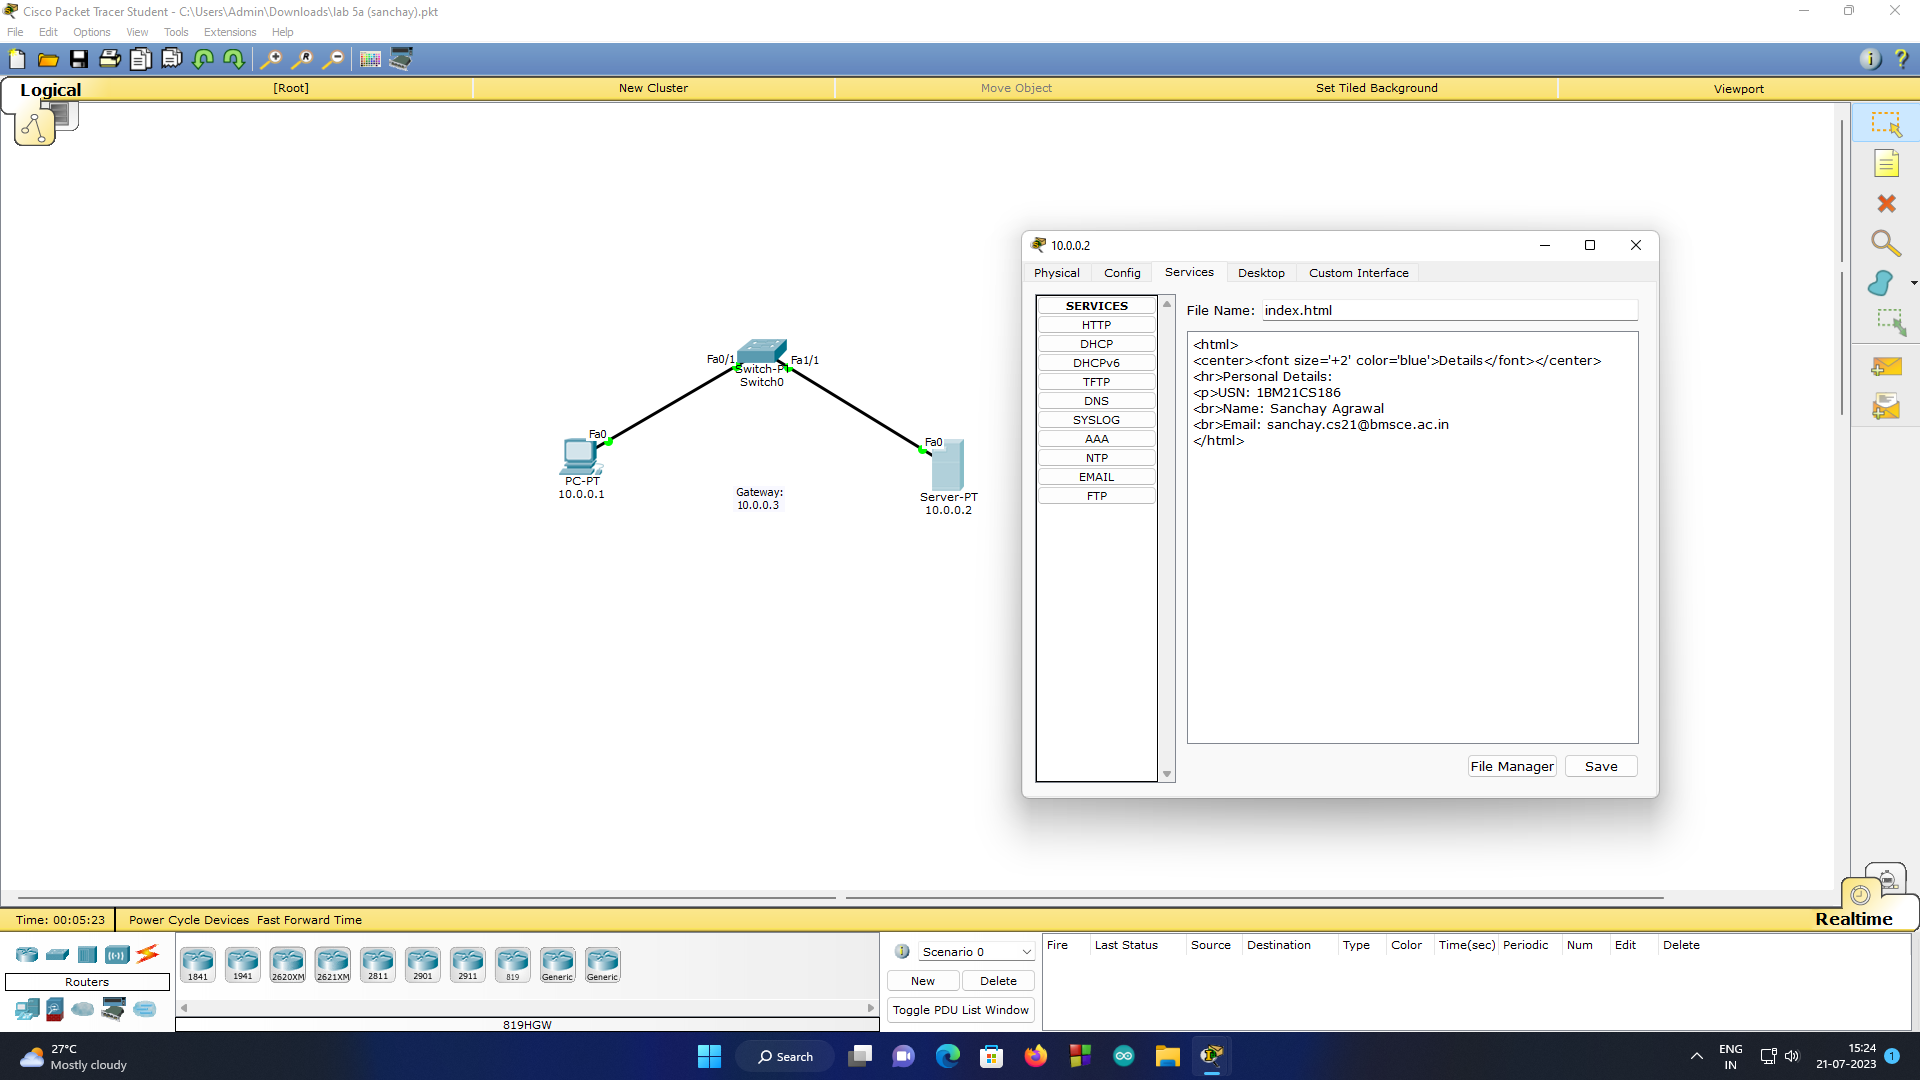 Cisco Packet Tracer Student - C:\Users\Admin\Downloads\lab 5a (sanchay).pkt
File Edit Options View Tools Extensions Help
Logical [Root] New Cluster Move Object Set Tiled Background Viewport
10.0.0.2
Physical Config Services Desktop Custom Interface
SERVICES
HTTP
DHCP
DHCPv6
TFTP
DNS
SYSLOG
AAA
NTP
EMAIL
FTP
File Name: index.html
<html>
<center><font size='+2' color='blue'>Details</font></center>
<hr>Personal Details:
<p>USN: 1BM21CS186
<br>Name: Sanchay Agrawal
<br>Email: sanchay.cs21@bmsce.ac.in
</html>
File Manager Save
Fa0/1 Fa1/1
Switch-PT
Switch0
Fa0
PC-PT
10.0.0.1
Gateway:
10.0.0.3
Fa0
Server-PT
10.0.0.2
Time: 00:05:23 Power Cycle Devices Fast Forward Time
Realtime
Routers
1841 1941 2620XM 2621XM 2811 2901 2911 819 Generic Generic
819HGW
Scenario 0
New Delete
Toggle PDU List Window
Fire Last Status Source Destination Type Color Time(sec) Periodic Num Edit Delete
27°C
Mostly cloudy
Search
ENG
IN
15:24
21-07-2023
1